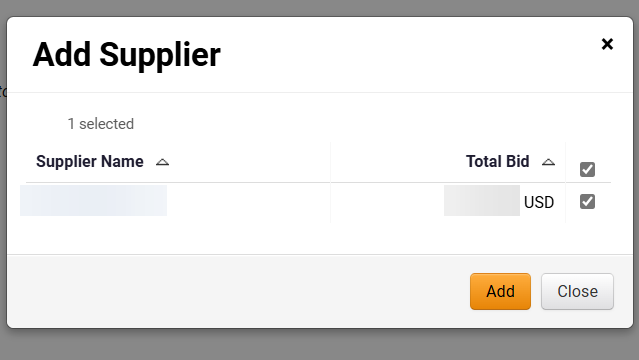 Add Supplier ×
1 selected
Supplier Name Total Bid
USD
Add Close